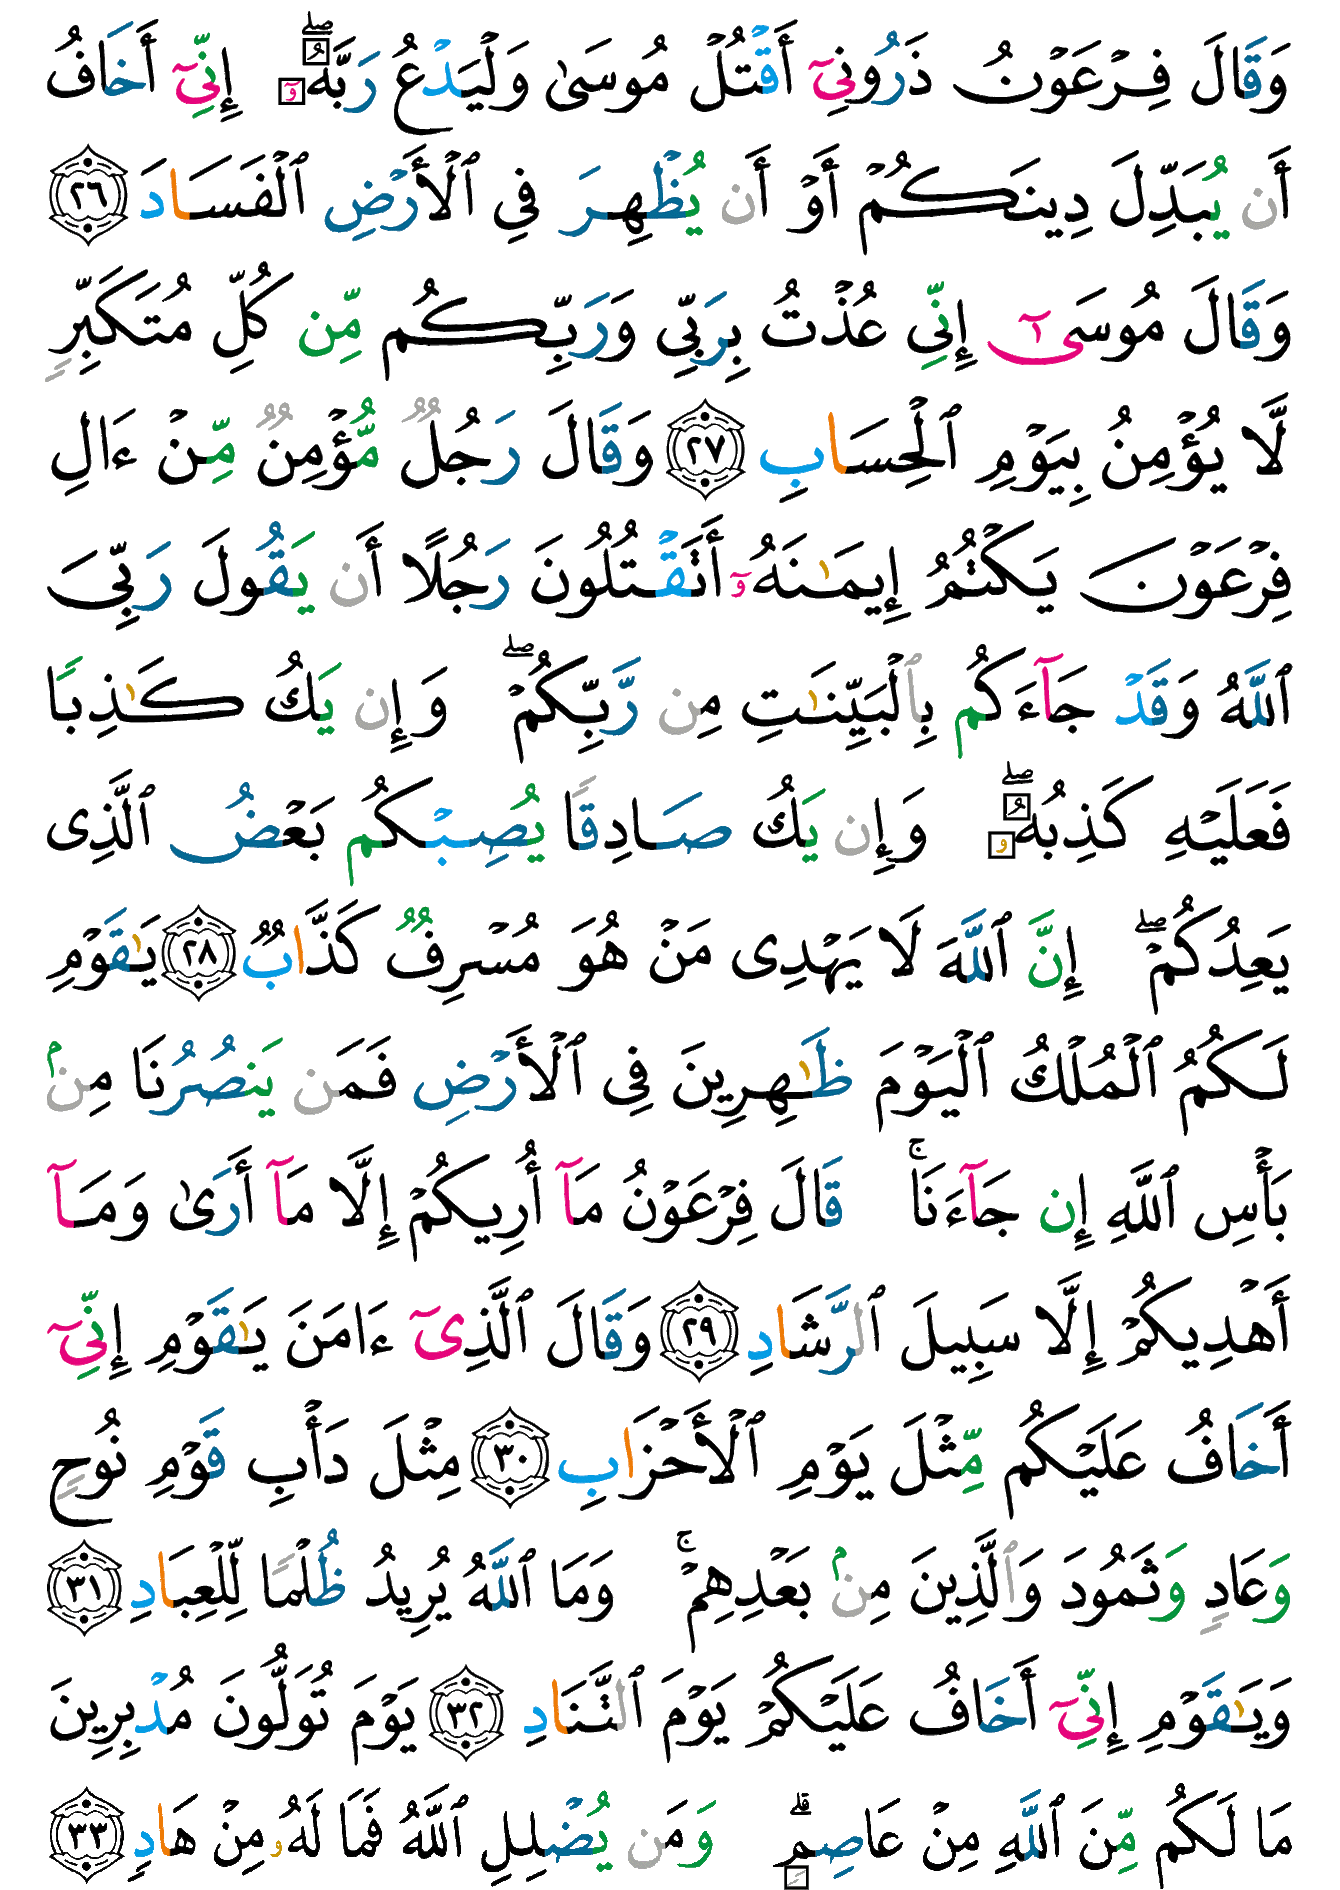 وَقَالَ فِرْعَوْنُ ذَرُونِىٓ أَقْتُلْ مُوسَىٰ وَلْيَدْعُ رَبَّهُۥٓ ۖ إِنِّىٓ أَخَافُ
أَن يُبَدِّلَ دِينَكُمْ أَوْ أَن يُظْهِرَ فِى ٱلْأَرْضِ ٱلْفَسَادَ ٢٦
وَقَالَ مُوسَىٰٓ إِنِّى عُذْتُ بِرَبِّى وَرَبِّكُم مِّن كُلِّ مُتَكَبِّرٍ
لَّا يُؤْمِنُ بِيَوْمِ ٱلْحِسَابِ ٢٧ وَقَالَ رَجُلٌ مُّؤْمِنٌ مِّنْ ءَالِ
فِرْعَوْنَ يَكْتُمُ إِيمَـٰنَهُۥٓ أَتَقْتُلُونَ رَجُلًا أَن يَقُولَ رَبِّىَ
ٱللَّهُ وَقَدْ جَآءَكُم بِٱلْبَيِّنَـٰتِ مِن رَّبِّكُمْ ۖ وَإِن يَكُ كَـٰذِبًا
فَعَلَيْهِ كَذِبُهُۥ ۖ وَإِن يَكُ صَادِقًا يُصِبْكُم بَعْضُ ٱلَّذِى
يَعِدُكُمْ ۖ إِنَّ ٱللَّهَ لَا يَهْدِى مَنْ هُوَ مُسْرِفٌ كَذَّابٌ ٢٨ يَـٰقَوْمِ
لَكُمُ ٱلْمُلْكُ ٱلْيَوْمَ ظَـٰهِرِينَ فِى ٱلْأَرْضِ فَمَن يَنصُرُنَا مِنۢ
بَأْسِ ٱللَّهِ إِن جَآءَنَا ۚ قَالَ فِرْعَوْنُ مَآ أُرِيكُمْ إِلَّا مَآ أَرَىٰ وَمَآ
أَهْدِيكُمْ إِلَّا سَبِيلَ ٱلرَّشَادِ ٢٩ وَقَالَ ٱلَّذِىٓ ءَامَنَ يَـٰقَوْمِ إِنِّىٓ
أَخَافُ عَلَيْكُم مِّثْلَ يَوْمِ ٱلْأَحْزَابِ ٣٠ مِثْلَ دَأْبِ قَوْمِ نُوحٍ
وَعَادٍ وَثَمُودَ وَٱلَّذِينَ مِنۢ بَعْدِهِمْ ۚ وَمَا ٱللَّهُ يُرِيدُ ظُلْمًا لِّلْعِبَادِ ٣١
وَيَـٰقَوْمِ إِنِّىٓ أَخَافُ عَلَيْكُمْ يَوْمَ ٱلتَّنَادِ ٣٢ يَوْمَ تُوَلُّونَ مُدْبِرِينَ
مَا لَكُم مِّنَ ٱللَّهِ مِنْ عَاصِمٍ ۗ وَمَن يُضْلِلِ ٱللَّهُ فَمَا لَهُۥ مِنْ هَادٍ ٣٣